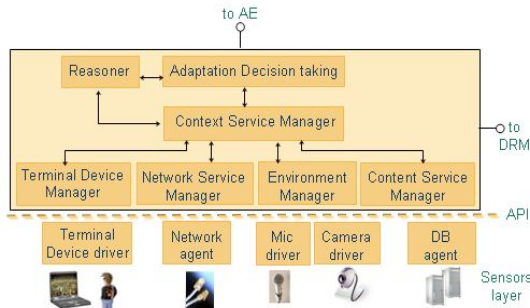 to AE
Reasoner
Adaptation Decision taking
Context Service Manager
to
DRM
Terminal Device
Manager
Network Service
Manager
Environment
Manager
Content Service
Manager
API
Terminal
Device driver
Network
agent
Mic
driver
Camera
driver
DB
agent
Sensors
layer